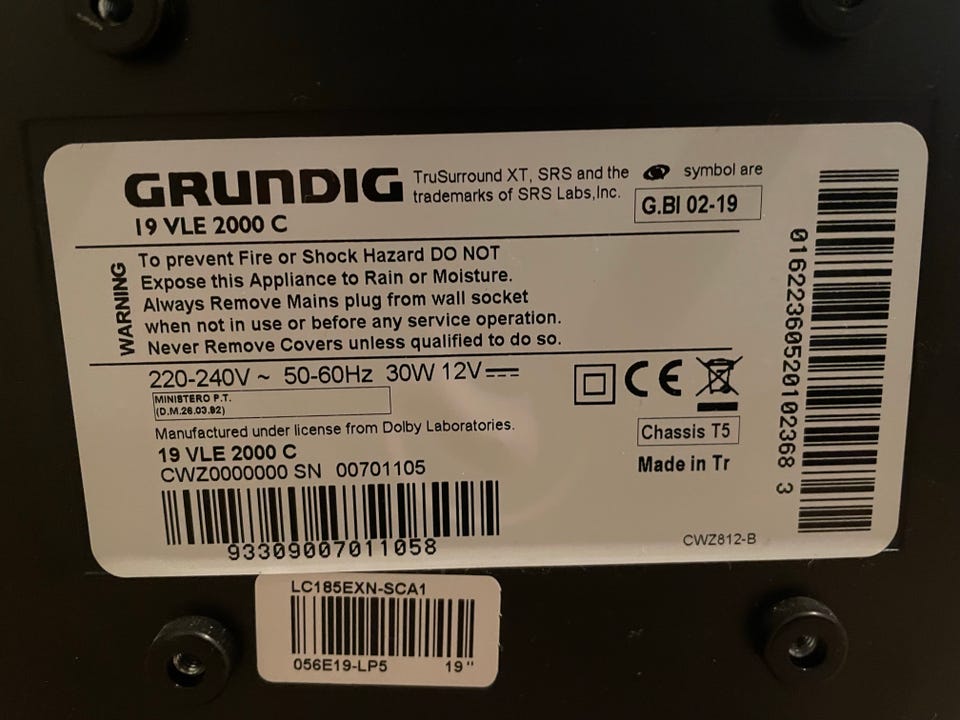 GRUNDIG
TruSurround XT, SRS and the symbol are
trademarks of SRS Labs,Inc.
19 VLE 2000 C
G.BI 02-19
WARNING
To prevent Fire or Shock Hazard DO NOT
Expose this Appliance to Rain or Moisture.
Always Remove Mains plug from wall socket
when not in use or before any service operation.
Never Remove Covers unless qualified to do so.
220-240V ~ 50-60Hz 30W 12V
CE
MINISTERO P.T.
(D.M.26.03.92)
Manufactured under license from Dolby Laboratories.
Chassis T5
19 VLE 2000 C
CWZ0000000 SN 00701105
Made in Tr
93309007011058
CWZ812-B
01622360520102368 3
LC185EXN-SCA1
056E19-LP5 19"